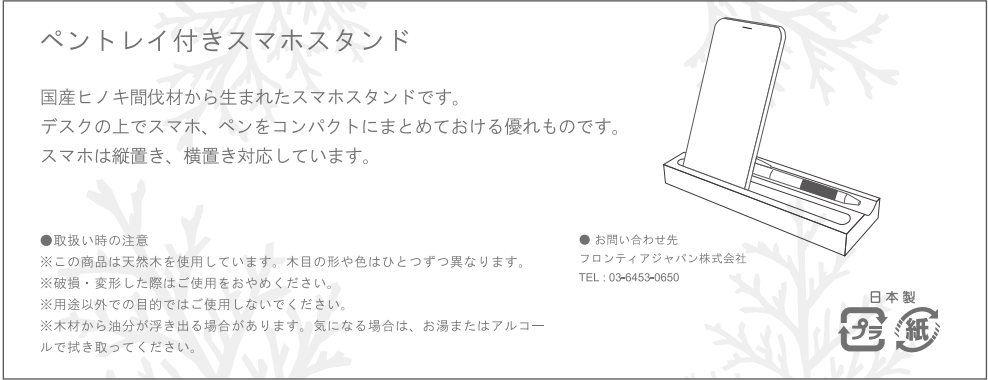 ペントレイ付きスマホスタンド
国産ヒノキ間伐材から生まれたスマホスタンドです。
デスクの上でスマホ、ペンをコンパクトにまとめておける優れものです。
スマホは縦置き、横置き対応しています。
●取扱い時の注意
※この商品は天然木を使用しています。木目の形や色はひとつずつ異なります。
※破損・変形した際はご使用をおやめください。
※用途以外での目的ではご使用しないでください。
※木材から油分が浮き出る場合があります。気になる場合は、お湯またはアルコー
ルで拭き取ってください。
● お問い合わせ先
フロンティアジャパン株式会社
TEL : 03-6453-0650
日本製
プラ
紙